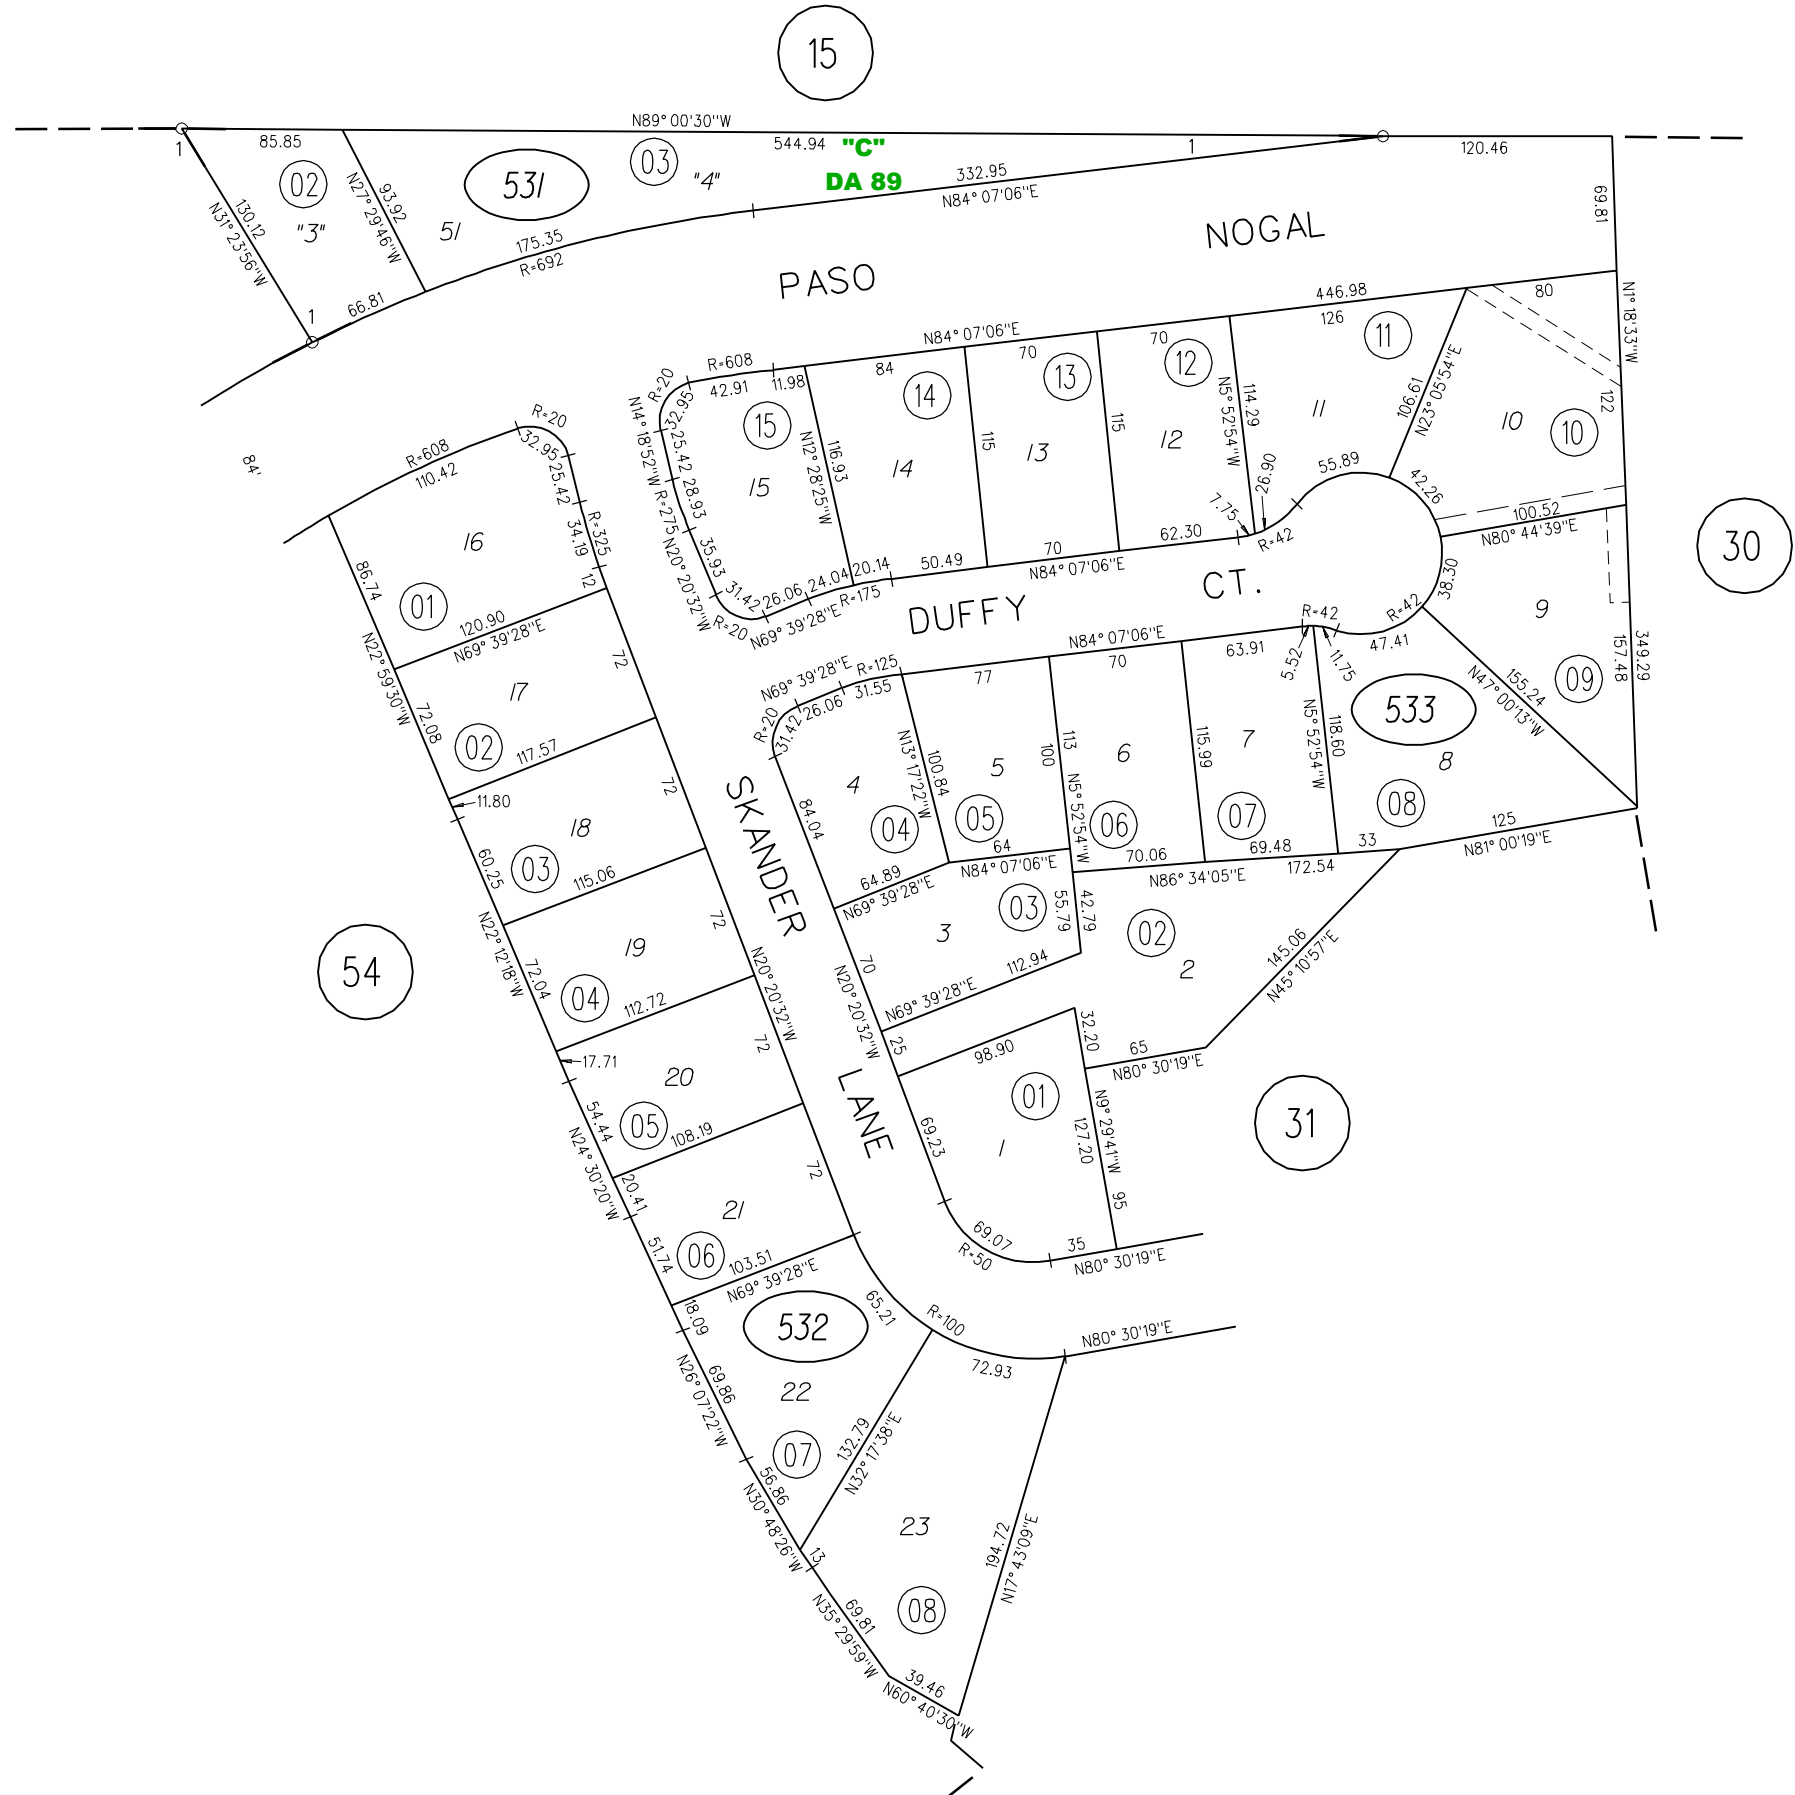 15
N89° 00'30"W
85.85
544.94
"C"
DA 89
120.46
1
1
02
03
531
"4"
332.95
N84° 07'06"E
130.12
N31° 23'56"W
"3"
N27° 29'46"W
93.92
51
175.35
R=692
66.81
1
69.81
PASO
NOGAL
84'
N1° 18'33"W
446.98
126
80
11
N84° 07'06"E
70
70
12
13
84
14
R=608
42.91
11.98
15
R=20
32.95
N14° 18'52"W
25.42
28.93
R=275
35.93
N20° 20'32"W
31.42
R=20
26.06
N69° 39'28"E
24.04
R=175
20.14
15
N12° 28'25"W
116.93
14
115
13
115
12
N5° 52'54"W
114.29
11
106.61
N23° 05'54"E
10
10
122
7.75
26.90
55.89
42.26
R=42
62.30
50.49
70
N84° 07'06"E
100.52
N80° 44'39"E
30
R=608
110.42
R=20
32.95
25.42
34.19
R=325
12
16
86.74
01
120.90
N69° 39'28"E
N22° 59'30"W
72.08
17
02
72
117.57
11.80
18
03
72
60.25
115.06
N22° 12'18"W
72.04
19
04
72
112.72
17.71
N20° 20'32"W
20
05
72
54.44
N24° 30'20"W
108.19
20.41
21
06
72
51.74
103.51
N69° 39'28"E
18.09
532
65.21
R=100
72.93
N80° 30'19"E
69.86
N26° 07'22"W
22
07
56.86
N30° 48'26"W
132.79
N32° 17'38"E
13
23
08
69.81
N35° 29'59"W
194.72
N17° 43'09"E
39.46
N60° 40'30"W
54
DUFFY
CT.
38.30
R=42
R=42
47.41
5.52
11.75
N84° 07'06"E
63.91
70
77
R=125
31.55
N69° 39'28"E
26.06
R=20
31.42
9
09
157.48
349.29
155.24
N47° 00'13"W
533
8
08
N5° 52'54"W
118.60
7
07
115.99
6
06
113
100
N5° 52'54"W
5
05
N13° 17'22"W
100.84
4
04
84.04
64
N84° 07'06"E
64.89
N69° 39'28"E
70.06
69.48
33
172.54
N86° 34'05"E
125
N81° 00'19"E
SKANDER
LANE
3
03
55.79
42.79
02
2
70
112.94
N69° 39'28"E
N20° 20'32"W
25
145.06
N45° 10'57"E
98.90
32.20
65
N80° 30'19"E
01
1
N9° 29'41"W
127.20
95
69.23
69.07
R=50
35
N80° 30'19"E
31